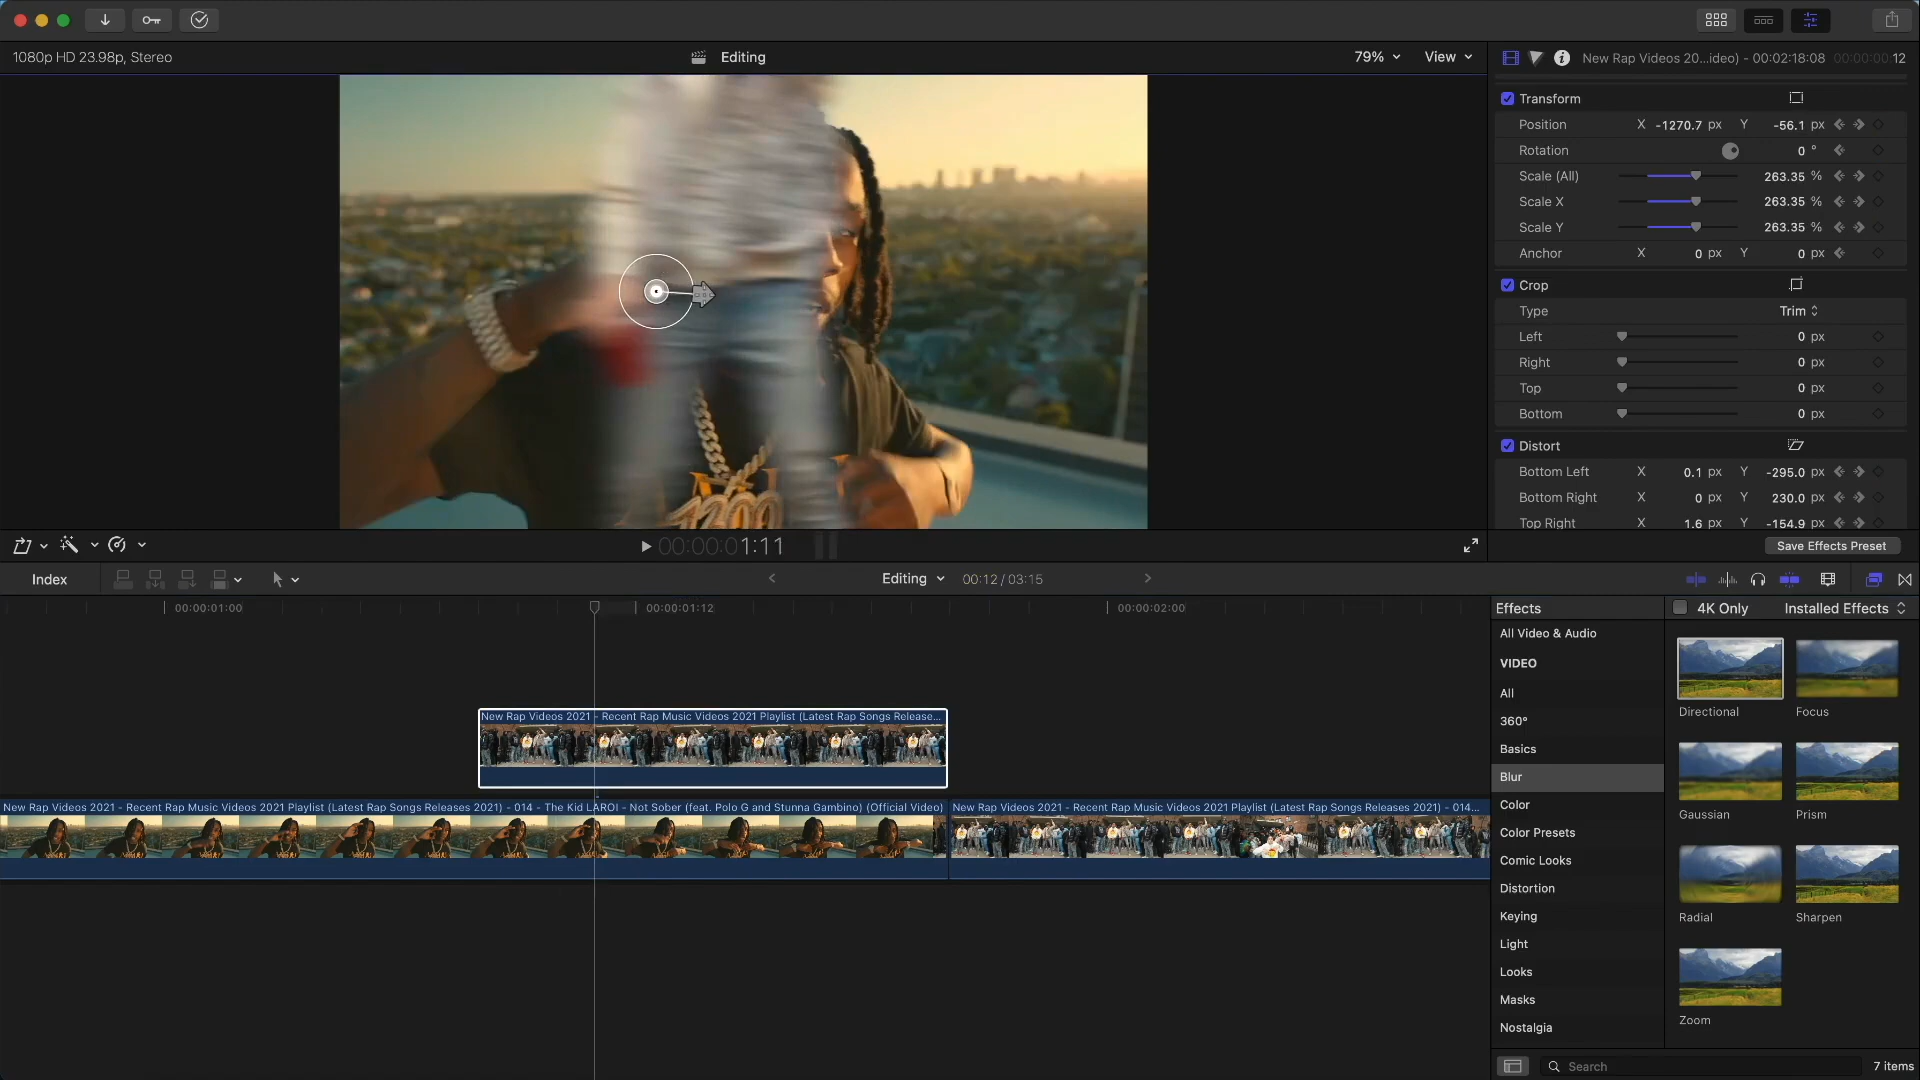 1080p HD 23.98p, Stereo
Editing
79%
View
New Rap Videos 20...ideo) - 00:02:18:08
00:00:00:12
Transform
Position X -1270.7 px Y -56.1 px
Rotation 0 °
Scale (All) 263.35 %
Scale X 263.35 %
Scale Y 263.35 %
Anchor X 0 px Y 0 px
Crop
Type Trim
Left 0 px
Right 0 px
Top 0 px
Bottom 0 px
Distort
Bottom Left X 0.1 px Y -295.0 px
Bottom Right X 0 px Y 230.0 px
Top Right X 1.6 px Y -154.9 px
00:00:01:11
Save Effects Preset
Index
Editing
00:12 / 03:15
00:00:01:00
00:00:01:12
00:00:02:00
New Rap Videos 2021 - Recent Rap Music Videos 2021 Playlist (Latest Rap Songs Release...
New Rap Videos 2021 - Recent Rap Music Videos 2021 Playlist (Latest Rap Songs Releases 2021) - 014 - The Kid LAROI - Not Sober (feat. Polo G and Stunna Gambino) (Official Video)
New Rap Videos 2021 - Recent Rap Music Videos 2021 Playlist (Latest Rap Songs Releases 2021) - 014...
Effects
4K Only
Installed Effects
All Video & Audio
VIDEO
All
360°
Basics
Blur
Color
Color Presets
Comic Looks
Distortion
Keying
Light
Looks
Masks
Nostalgia
Directional
Focus
Gaussian
Prism
Radial
Sharpen
Zoom
Search
7 items